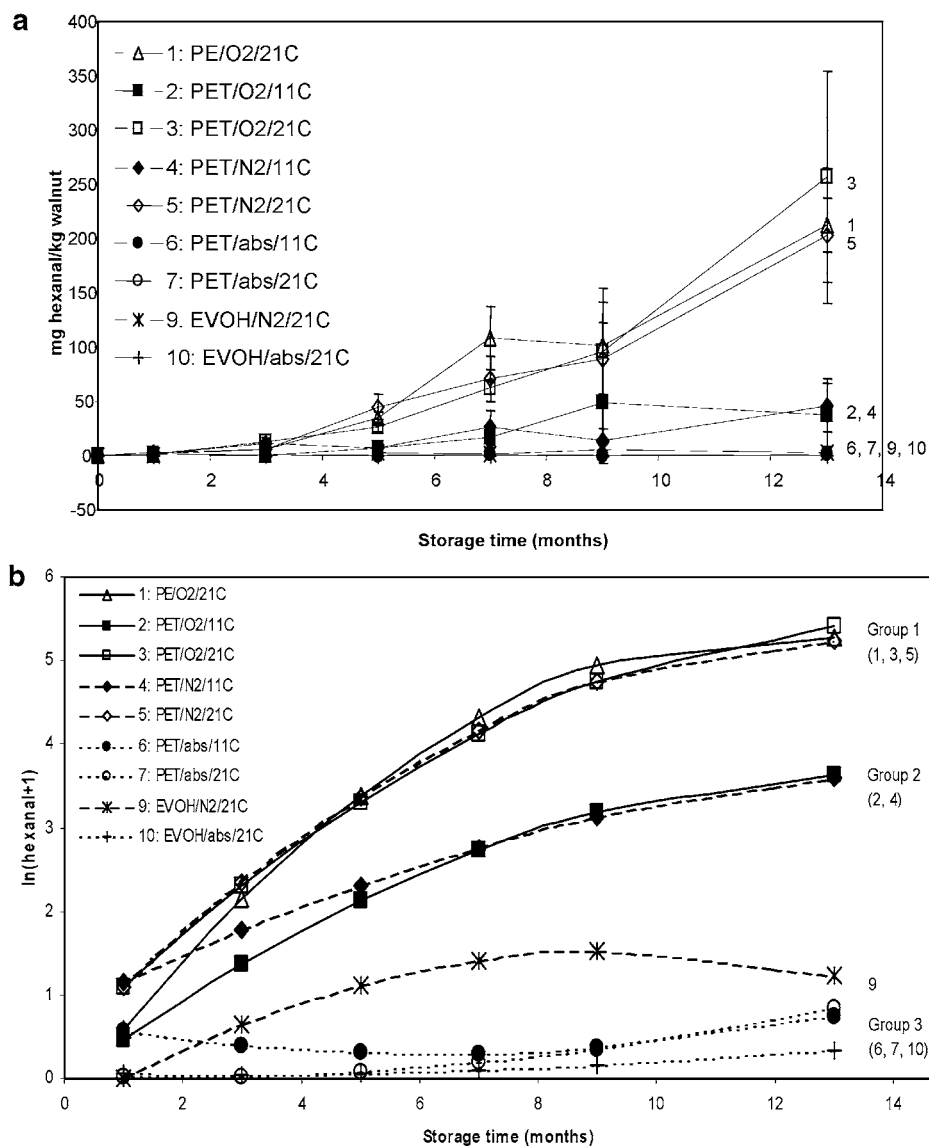 a
400
350
300
250
200
150
100
50
0
-50
mg hexanal/kg walnut
1: PE/O2/21C
2: PET/O2/11C
3: PET/O2/21C
4: PET/N2/11C
5: PET/N2/21C
6: PET/abs/11C
7: PET/abs/21C
9. EVOH/N2/21C
10: EVOH/abs/21C
3
1
5
2, 4
6, 7, 9, 10
0 2 4 6 8 10 12 14
Storage time (months)
b
6
5
4
3
2
1
0
ln(hexanal+1)
1: PE/O2/21C
2: PET/O2/11C
3: PET/O2/21C
4: PET/N2/11C
5: PET/N2/21C
6: PET/abs/11C
7: PET/abs/21C
9: EVOH/N2/21C
10: EVOH/abs/21C
Group 1
(1, 3, 5)
Group 2
(2, 4)
9
Group 3
(6, 7, 10)
0 2 4 6 8 10 12 14
Storage time (months)